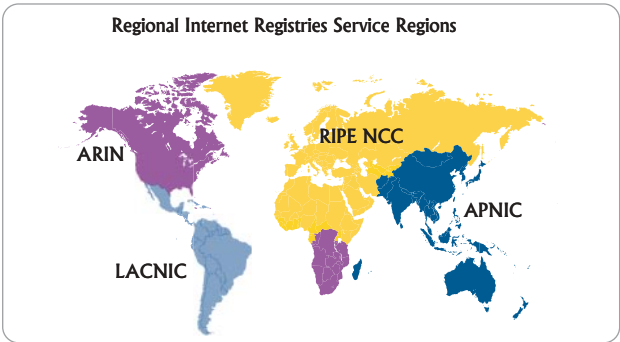 Regional Internet Registries Service Regions
RIPE NCC
ARIN
APNIC
LACNIC